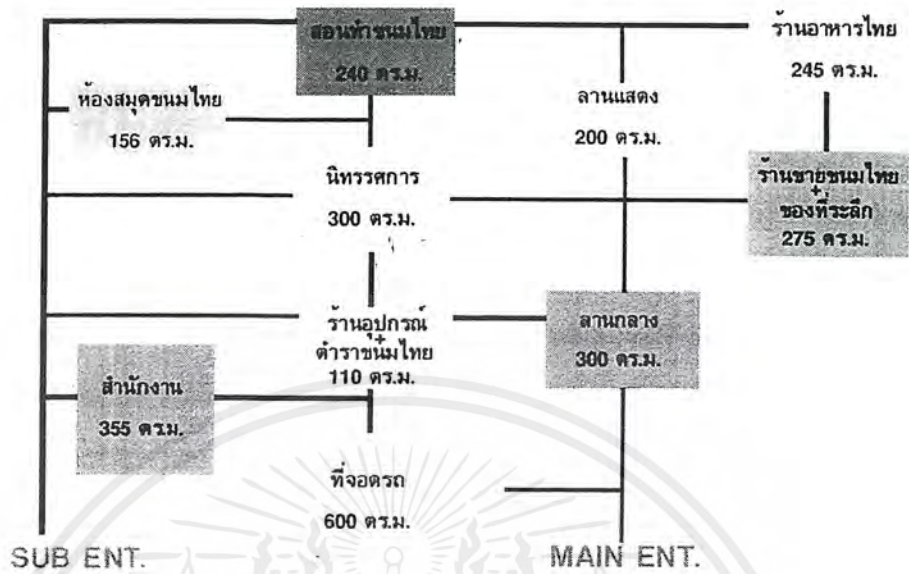 สอนทำขนมไทย
240 ตร.ม.
ร้านอาหารไทย
245 ตร.ม.
ห้องสมุดขนมไทย
156 ตร.ม.
ลานแสดง
200 ตร.ม.
นิทรรศการ
300 ตร.ม.
ร้านขายขนมไทย
+
ของที่ระลึก
275 ตร.ม.
ร้านอุปกรณ์
+
ตำราขนมไทย
110 ตร.ม.
ลานกลาง
300 ตร.ม.
สำนักงาน
355 ตร.ม.
ที่จอดรถ
600 ตร.ม.
SUB ENT.
MAIN ENT.